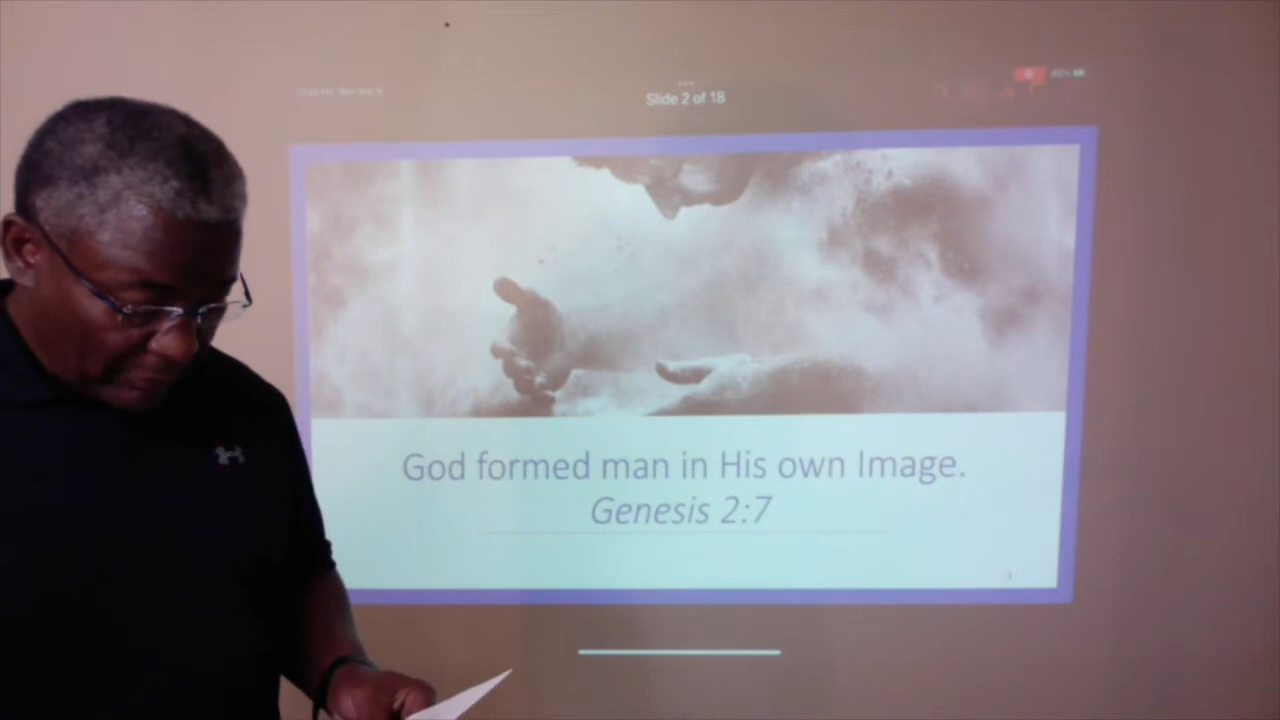 Slide 2 of 18
God formed man in His own Image.
Genesis 2:7